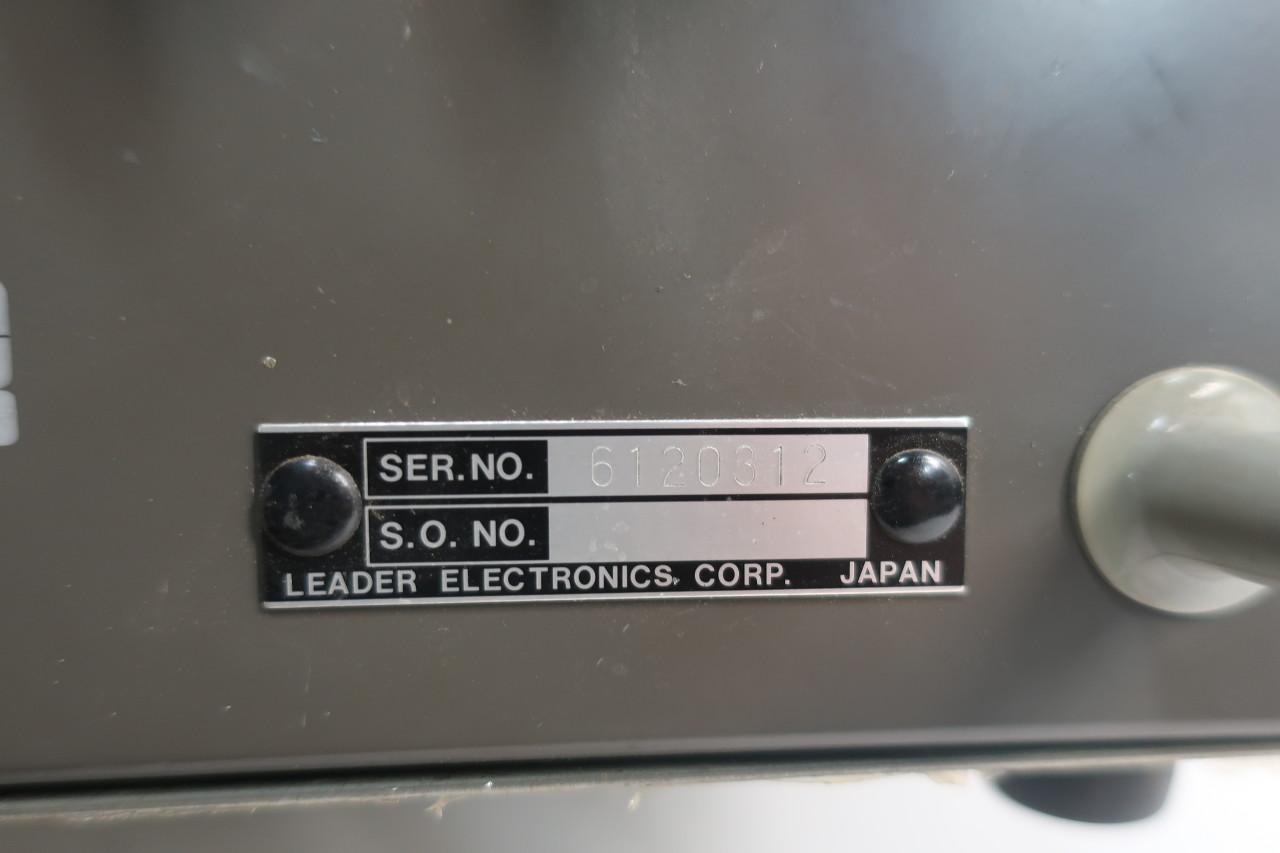 SER.NO. 6120312
S.O. NO.
LEADER ELECTRONICS CORP. JAPAN